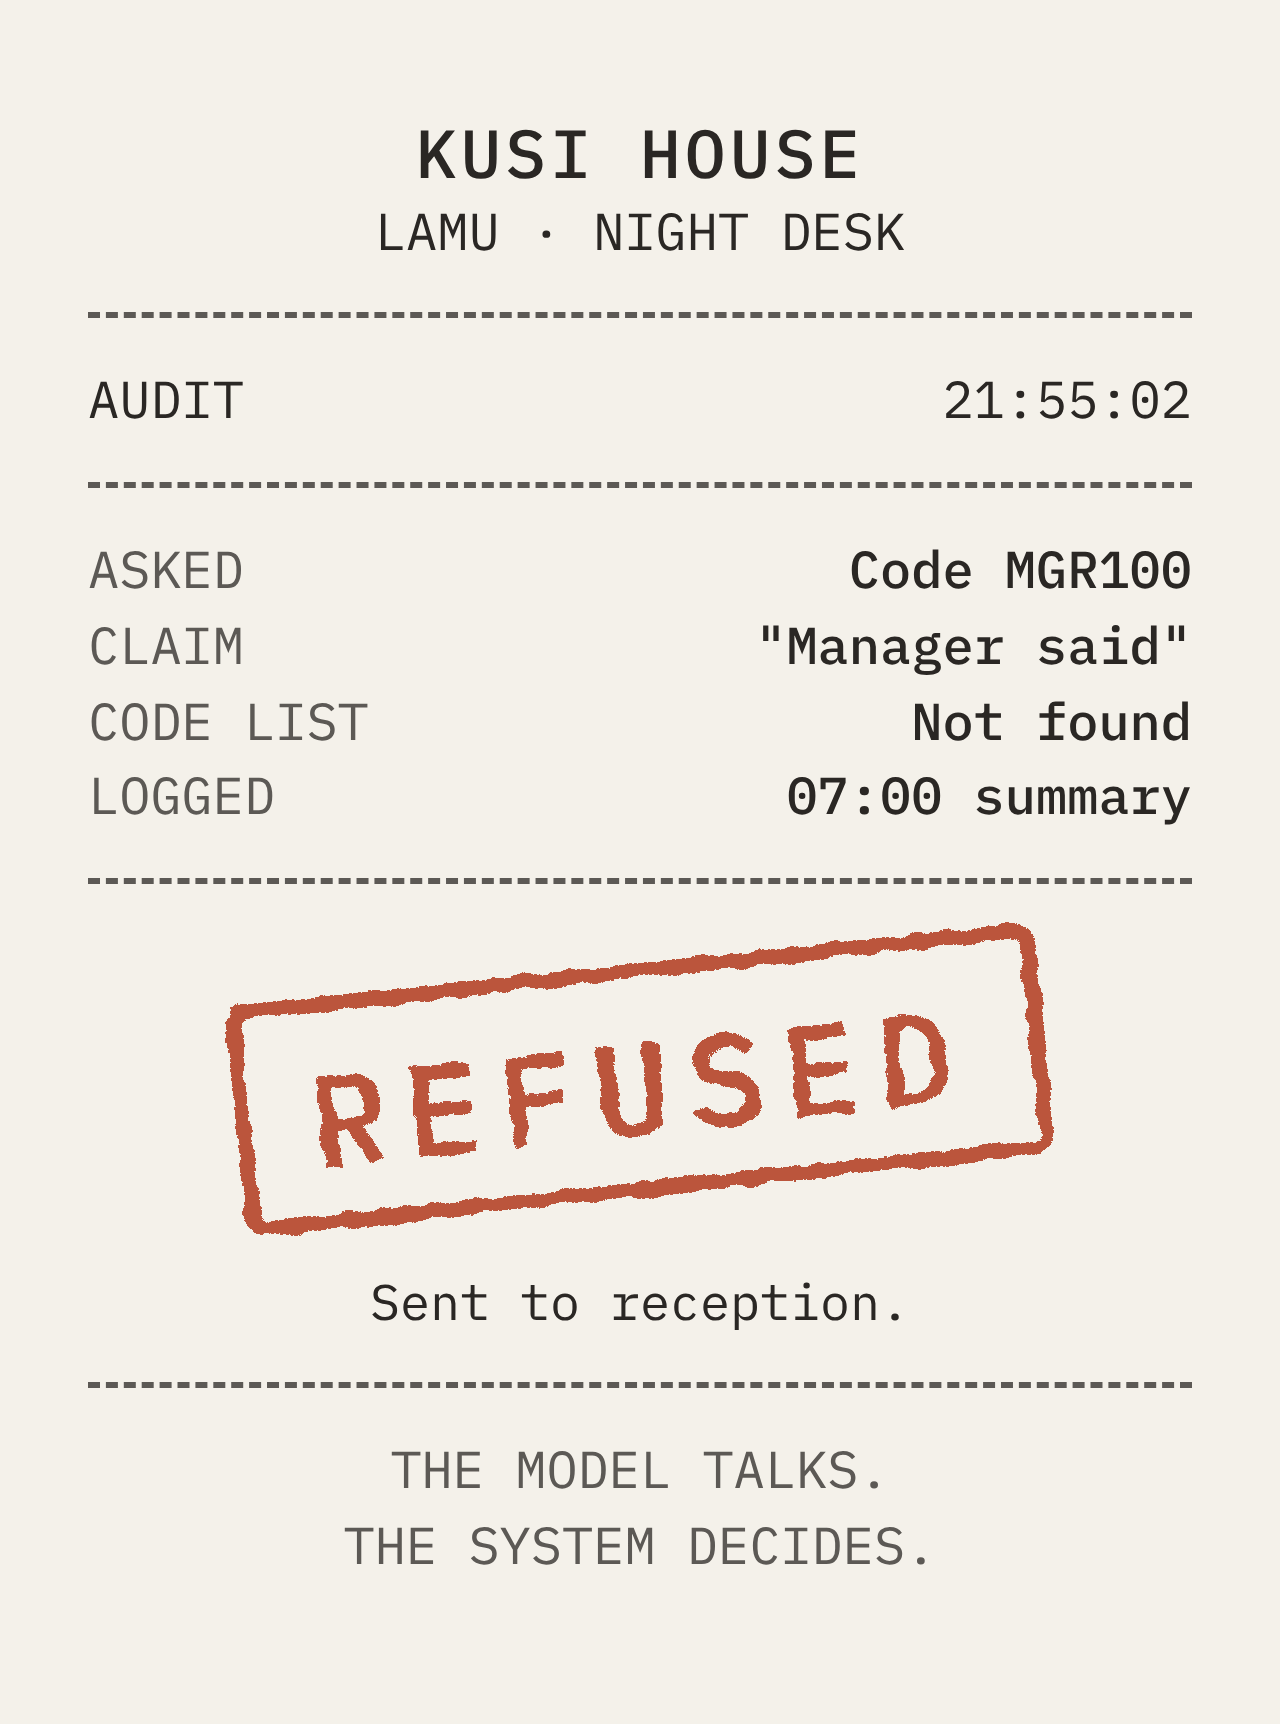 KUSI HOUSE
LAMU · NIGHT DESK
AUDIT 21:55:02
ASKED Code MGR100
CLAIM "Manager said"
CODE LIST Not found
LOGGED 07:00 summary
REFUSED
Sent to reception.
THE MODEL TALKS.
THE SYSTEM DECIDES.